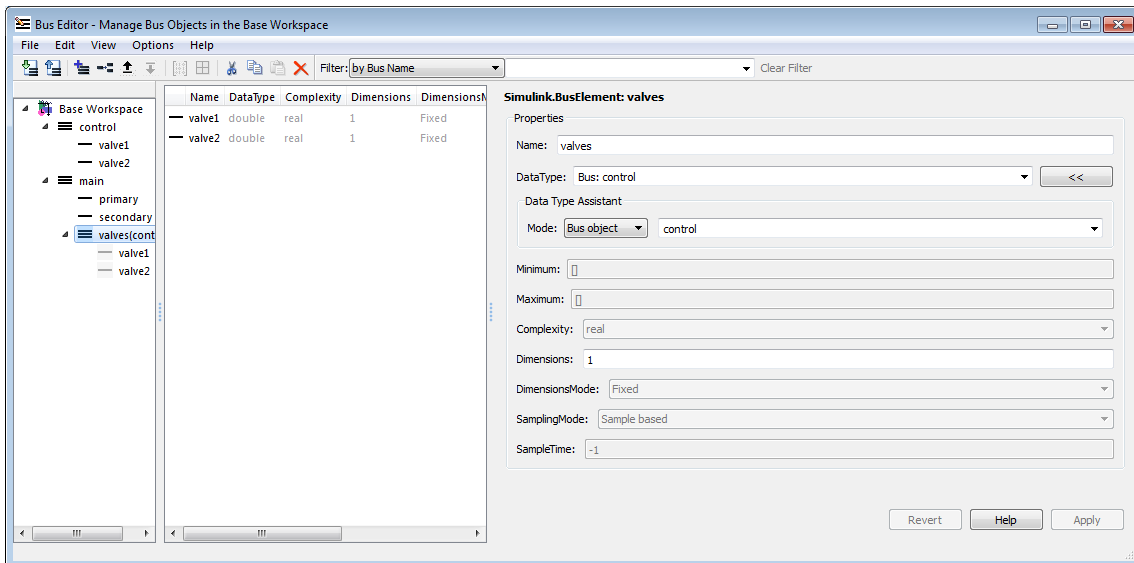 Bus Editor - Manage Bus Objects in the Base Workspace
File Edit View Options Help
Filter: by Bus Name Clear Filter
Base Workspace
control
valve1
valve2
main
primary
secondary
valves(cont
valve1
valve2
Name DataType Complexity Dimensions DimensionsM
valve1 double real 1 Fixed
valve2 double real 1 Fixed
Simulink.BusElement: valves
Properties
Name: valves
DataType: Bus: control <<
Data Type Assistant
Mode: Bus object control
Minimum: []
Maximum: []
Complexity: real
Dimensions: 1
DimensionsMode: Fixed
SamplingMode: Sample based
SampleTime: -1
Revert Help Apply